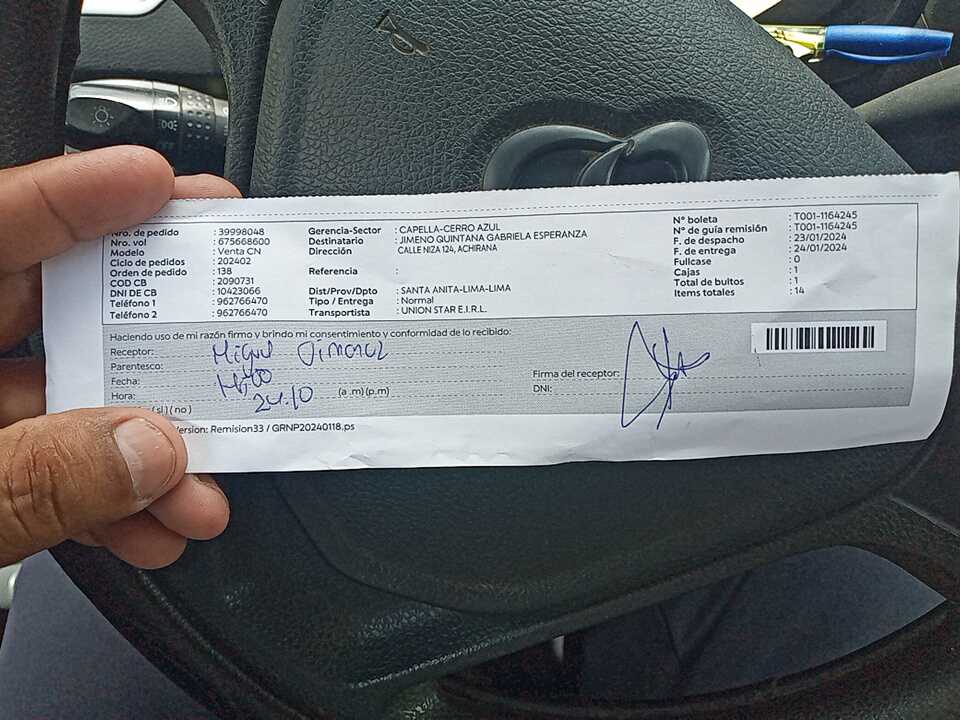 Nro. de pedido : 39998048
Nro. vol : 675668600
Modelo : Venta CN
Ciclo de pedidos : 202402
Orden de pedido : 138
COD CB : 2090731
DNI DE CB : 10423066
Teléfono 1 : 962766470
Teléfono 2 : 962766470
Gerencia-Sector : CAPELLA-CERRO AZUL
Destinatario : JIMENO QUINTANA GABRIELA ESPERANZA
Dirección CALLE NIZA 124, ACHIRANA
Referencia :
Dist/Prov/Dpto : SANTA ANITA-LIMA-LIMA
Tipo / Entrega : Normal
Transportista : UNION STAR E.I.R.L.
N° boleta : T001-1164245
N° de guía remisión : T001-1164245
F. de despacho : 23/01/2024
F. de entrega : 24/01/2024
Fullcase : 0
Cajas : 1
Total de bultos : 1
Items totales : 14
Haciendo uso de mi razón firmo y brindo mi consentimiento y conformidad de lo recibido:
Receptor: Miguel
Parentesco:
Fecha:
Hora: 24.10 (a .m)(p.m)
(si)(no)
Firma del receptor:
DNI:
Version: Remision33 / GRNP20240118.ps